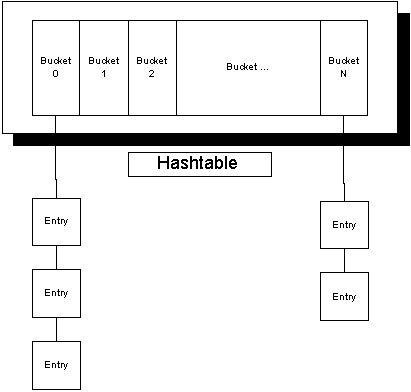 Bucket
0
Bucket
1
Bucket
2
Bucket ...
Bucket
N
Hashtable
Entry
Entry
Entry
Entry
Entry